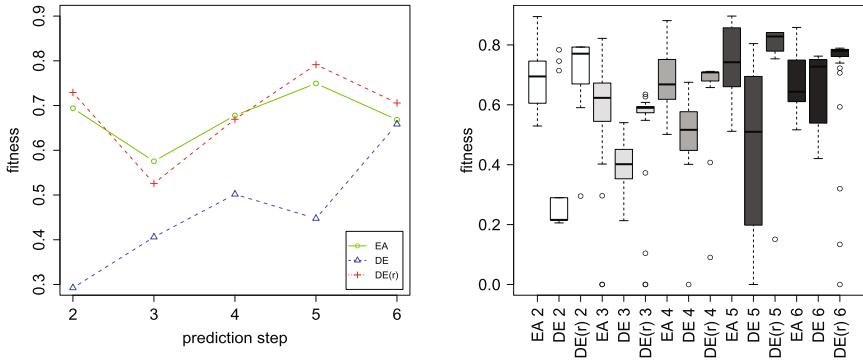 0.9
0.8
0.7
0.6
0.5
0.4
0.3
fitness
2 3 4 5 6
prediction step
EA
DE
DE(r)
0.8
0.6
0.4
0.2
0.0
fitness
EA 2
DE 2
DE(r) 2
EA 3
DE 3
DE(r) 3
EA 4
DE 4
DE(r) 4
EA 5
DE 5
DE(r) 5
EA 6
DE 6
DE(r) 6